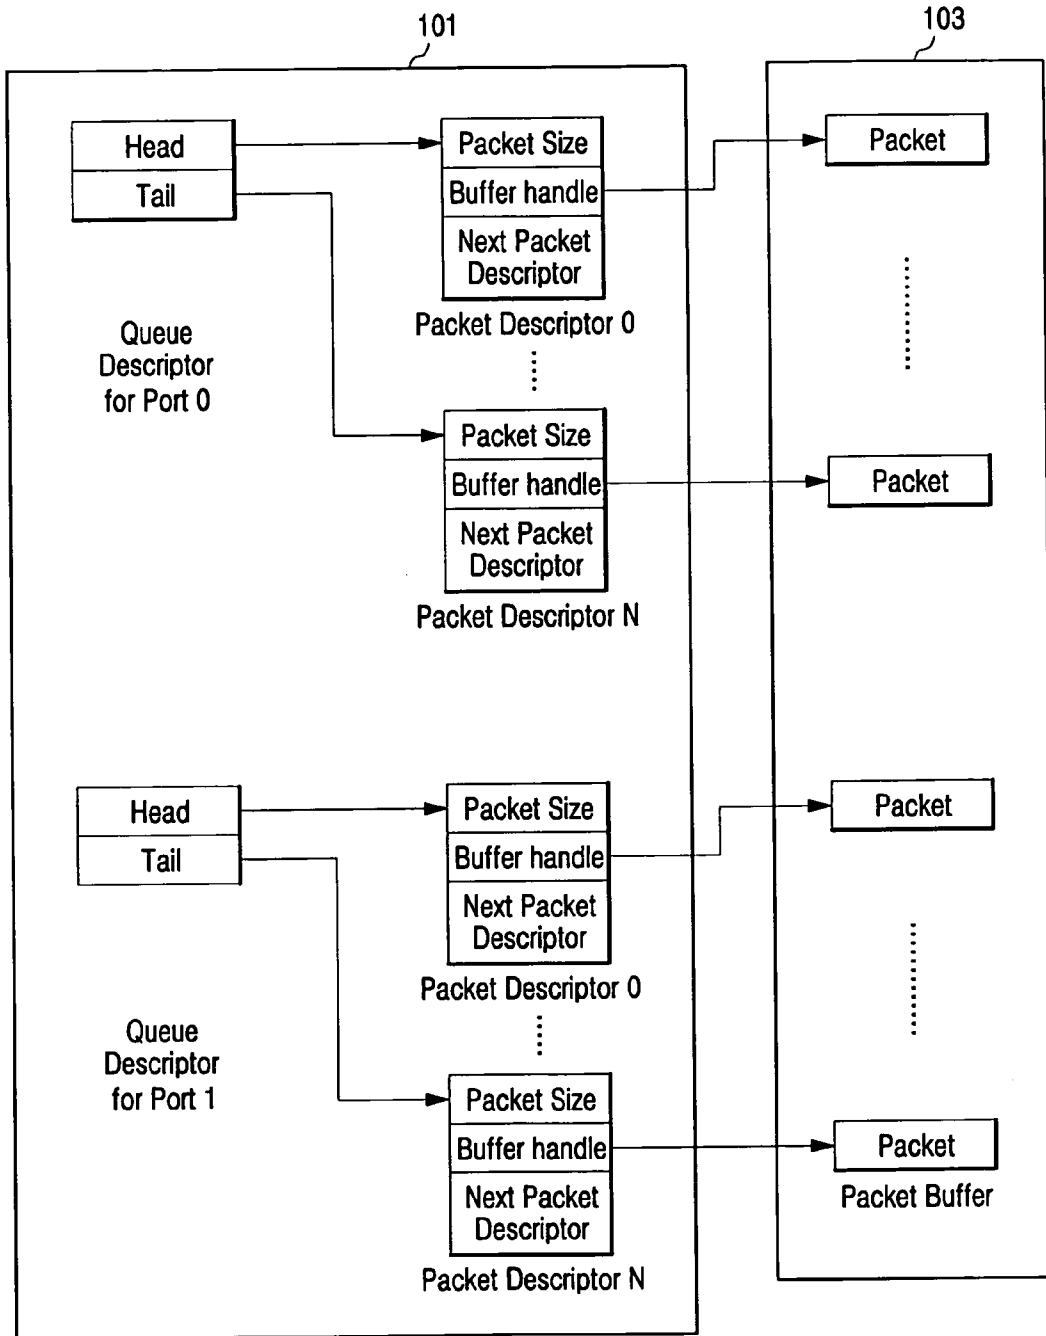 101
103
Head
Tail
Packet Size
Buffer handle
Next Packet
Descriptor
Packet Descriptor 0
Packet
Queue
Descriptor
for Port 0
Packet Size
Buffer handle
Next Packet
Descriptor
Packet Descriptor N
Packet
Head
Tail
Packet Size
Buffer handle
Next Packet
Descriptor
Packet Descriptor 0
Packet
Queue
Descriptor
for Port 1
Packet Size
Buffer handle
Next Packet
Descriptor
Packet Descriptor N
Packet
Packet Buffer